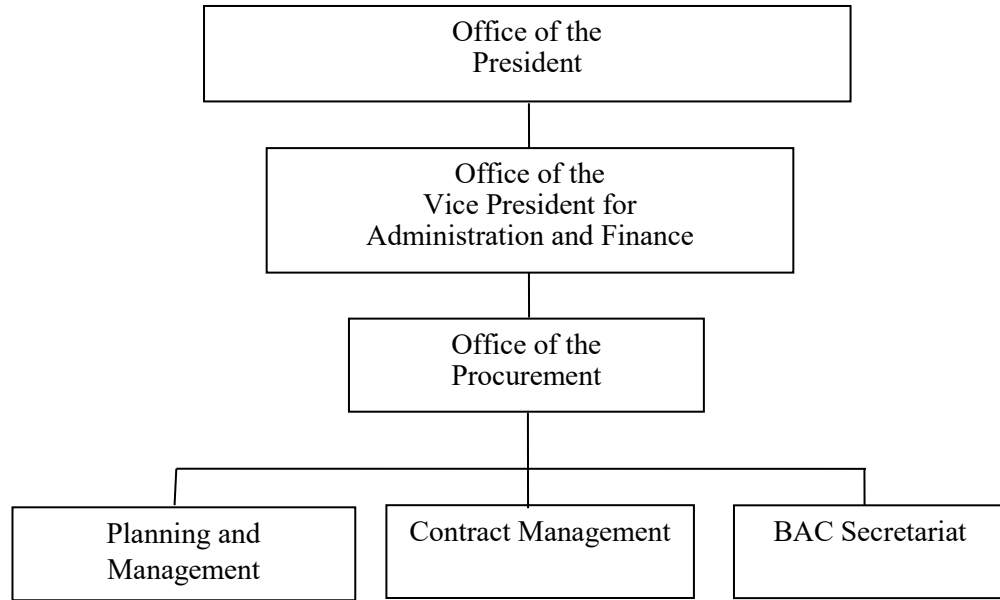 Office of the
President
Office of the
Vice President for
Administration and Finance
Office of the
Procurement
Planning and
Management
Contract Management
BAC Secretariat